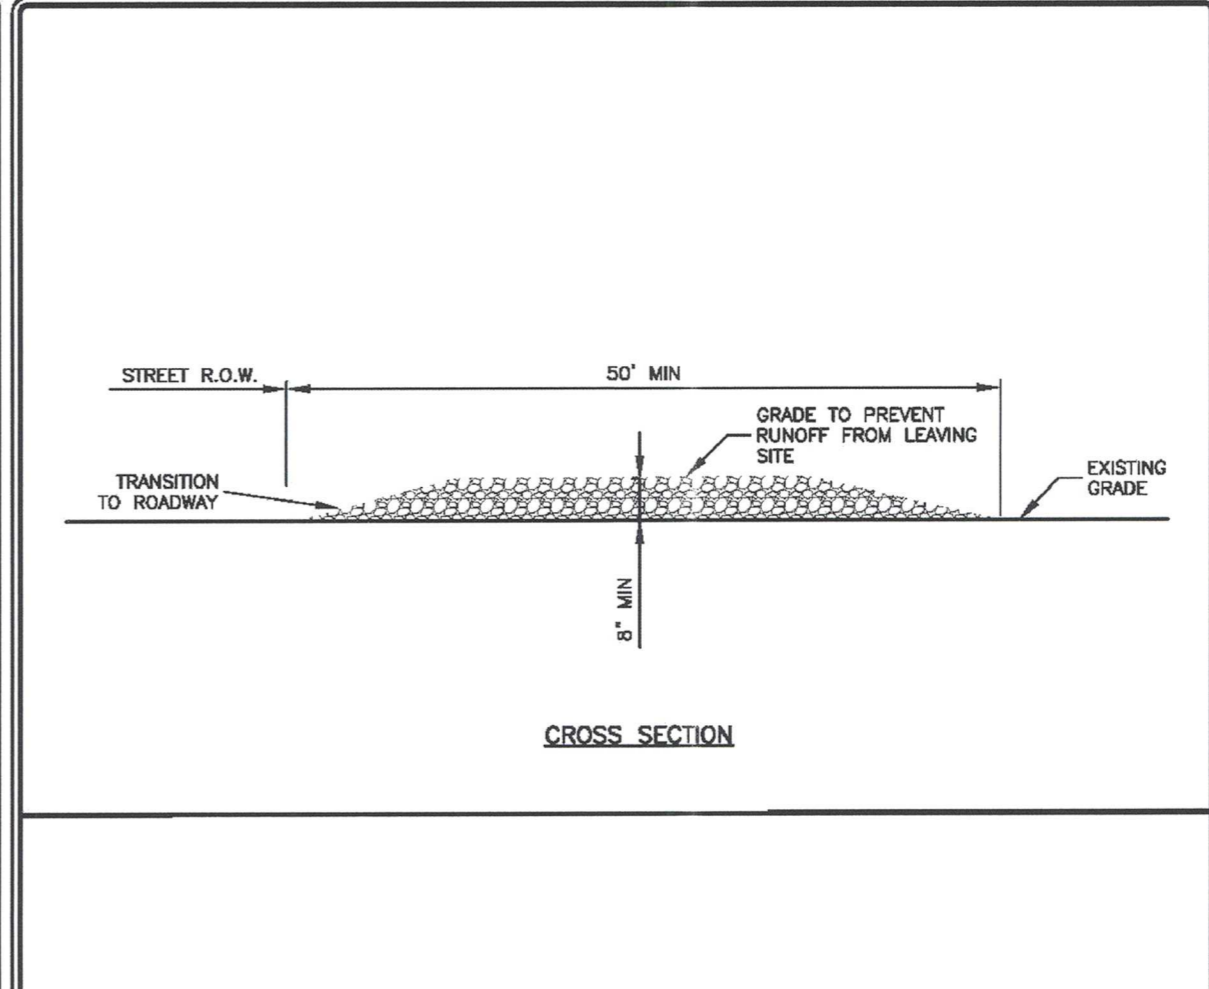 STREET R.O.W.
50' MIN
GRADE TO PREVENT
RUNOFF FROM LEAVING
SITE
TRANSITION
TO ROADWAY
EXISTING
GRADE
8" MIN
CROSS SECTION